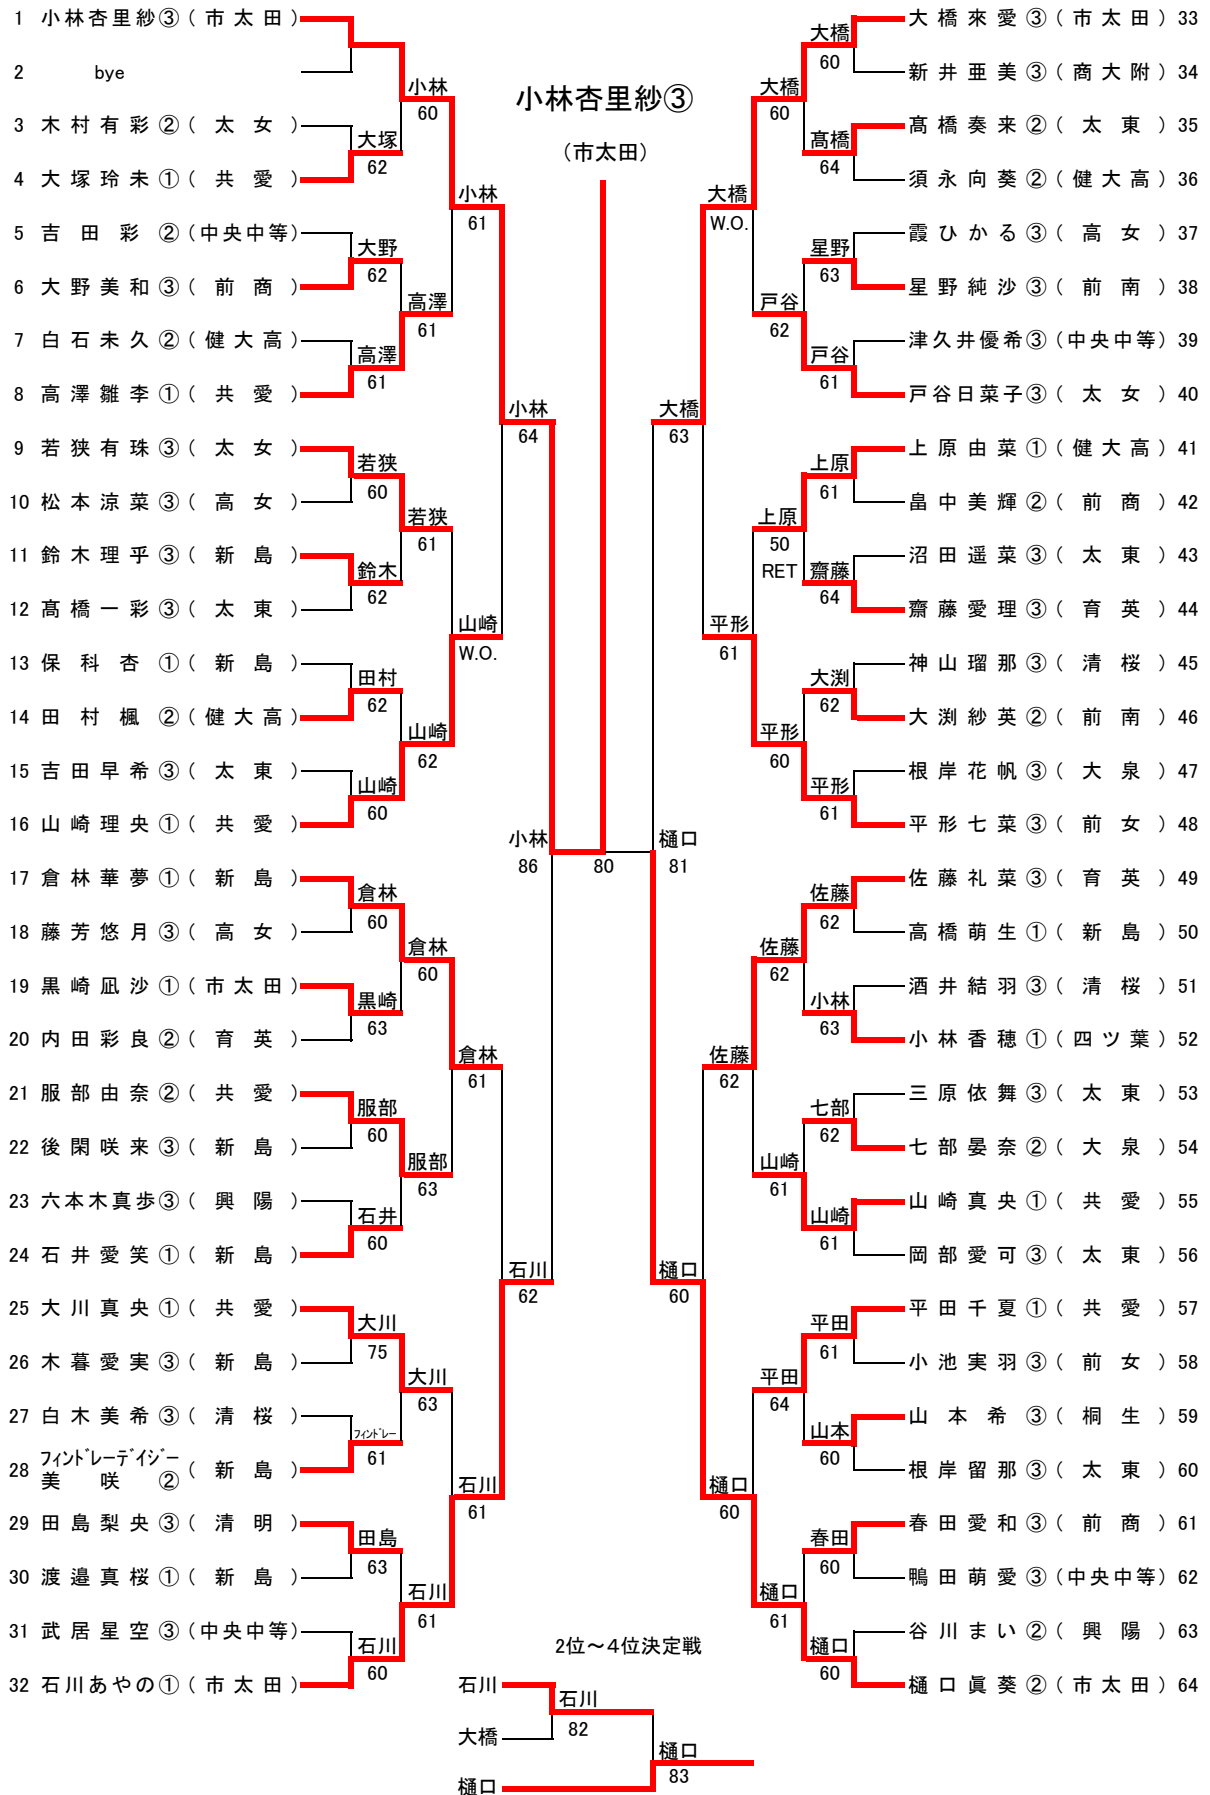 小林杏里紗③
(市太田)
1 小林杏里紗③ (市太田)
2 bye
3 木村有彩② (太女)
4 大塚玲未① (共愛)
5 吉田彩② (中央中等)
6 大野美和③ (前商)
7 白石未久② (健大高)
8 高澤雛李① (共愛)
9 若狭有珠③ (太女)
10 松本涼菜③ (高女)
11 鈴木理乎③ (新島)
12 髙橋一彩③ (太東)
13 保科杏① (新島)
14 田村楓② (健大高)
15 吉田早希③ (太東)
16 山崎理央① (共愛)
17 倉林華夢① (新島)
18 藤芳悠月③ (高女)
19 黒崎凪沙① (市太田)
20 内田彩良② (育英)
21 服部由奈② (共愛)
22 後閑咲来③ (新島)
23 六本木真歩③ (興陽)
24 石井愛笑① (新島)
25 大川真央① (共愛)
26 木暮愛実③ (新島)
27 白木美希③ (清桜)
28 フィンドレーデイジー美咲② (新島)
29 田島梨央③ (清明)
30 渡邉真桜① (新島)
31 武居星空③ (中央中等)
32 石川あやの① (市太田)
大塚 62
大野 62
高澤 61
若狭 60
鈴木 62
田村 62
山崎 60
倉林 60
黒崎 63
服部 60
石井 60
大川 75
フィンドレー 61
田島 63
石川 60
小林 60
高澤 61
若狭 61
山崎 62
倉林 60
服部 63
大川 63
石川 61
小林 61
山崎 W.O.
倉林 61
石川 61
小林 64
石川 62
小林 86
80
樋口 81
大橋 63
樋口 60
大橋 W.O.
平形 61
佐藤 62
樋口 60
大橋 60
戸谷 62
上原 50 RET
平形 60
佐藤 62
山崎 61
平田 64
樋口 61
大橋 60
髙橋 64
星野 63
戸谷 61
上原 61
齋藤 64
大渕 62
平形 61
佐藤 62
小林 63
七部 62
山崎 61
平田 61
山本 60
春田 60
樋口 60
大橋來愛③ (市太田) 33
新井亜美③ (商大附) 34
髙橋奏来② (太東) 35
須永向葵② (健大高) 36
霞ひかる③ (高女) 37
星野純沙③ (前南) 38
津久井優希③ (中央中等) 39
戸谷日菜子③ (太女) 40
上原由菜① (健大高) 41
畠中美輝② (前商) 42
沼田遥菜③ (太東) 43
齋藤愛理③ (育英) 44
神山瑠那③ (清桜) 45
大渕紗英② (前南) 46
根岸花帆③ (大泉) 47
平形七菜③ (前女) 48
佐藤礼菜③ (育英) 49
高橋萌生① (新島) 50
酒井結羽③ (清桜) 51
小林香穂① (四ツ葉) 52
三原依舞③ (太東) 53
七部晏奈② (大泉) 54
山崎真央① (共愛) 55
岡部愛可③ (太東) 56
平田千夏① (共愛) 57
小池実羽③ (前女) 58
山本希③ (桐生) 59
根岸留那③ (太東) 60
春田愛和③ (前商) 61
鴨田萌愛③ (中央中等) 62
谷川まい② (興陽) 63
樋口眞葵② (市太田) 64
2位～4位決定戦
石川
大橋
樋口
石川 82
樋口 83